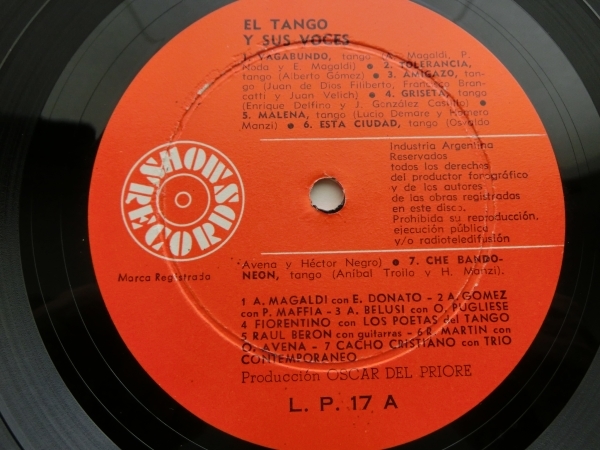 EL TANGO
Y SUS VOCES
1. VAGABUNDO, tango (A. Magaldi, P.
Noda y E. Magaldi) ● 2. TOLERANCIA,
tango (Alberto Gómez) ● 3. AMIGAZO, tan-
go (Juan de Dios Filiberto, Francisco Bran-
catti y Juan Velich) ● 4. GRISETA, tango
(Enrique Delfino y J. González Castillo) ●
5. MALENA, tango (Lucio Demare y Homero
Manzi) ● 6. ESTA CIUDAD, tango (Osvaldo
Industria Argentina
Reservados
todos los derechos
del productor fonográfico
y de los autores
de las obras registradas
en este disco.
Prohibida su reproducción,
ejecución pública
y/o radioteledifusión
SHOWS
RECORDS
Marca Registrada
Avena y Héctor Negro) ● 7. CHE BANDO-
NEON, tango (Aníbal Troilo y H. Manzi).
1 A. MAGALDI con E. DONATO - 2 A. GOMEZ
con P. MAFFIA - 3 A. BELUSI con O. PUGLIESE
4 FIORENTINO con LOS POETAS del TANGO
5 RAUL BERON con guitarras - 6 R. MARTIN con
O. AVENA - 7 CACHO CRISTIANO con TRIO
CONTEMPORANEO
Producción OSCAR DEL PRIORE
L. P. 17 A